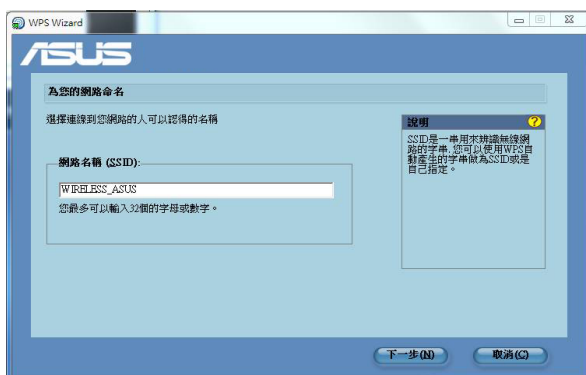 WPS Wizard
ASUS
為您的網路命名
選擇連線到您網路的人可以認得的名稱
網路名稱 (SSID):
WIRELESS_ASUS
您最多可以輸入32個的字母或數字。
說明
?
SSID是一串用來辨識無線網
路的字串,您可以使用WPS自
動產生的字串做為SSID或是
自己指定。
下一步(N)
取消(C)